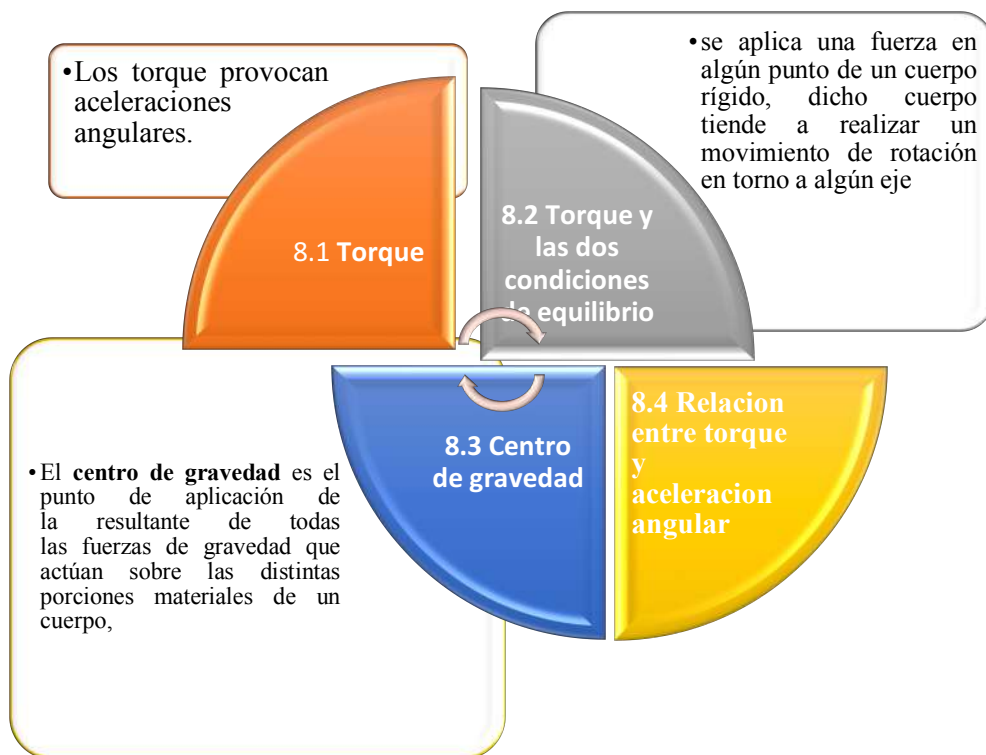 •Los torque provocan
aceleraciones
angulares.
•se aplica una fuerza en
algún punto de un cuerpo
rígido, dicho cuerpo
tiende a realizar un
movimiento de rotación
en torno a algún eje
8.1 Torque
8.2 Torque y
las dos
condiciones
de equilibrio
8.3 Centro
de gravedad
8.4 Relacion
entre torque
y
aceleracion
angular
•El centro de gravedad es el
punto de aplicación de
la resultante de todas
las fuerzas de gravedad que
actúan sobre las distintas
porciones materiales de un
cuerpo,